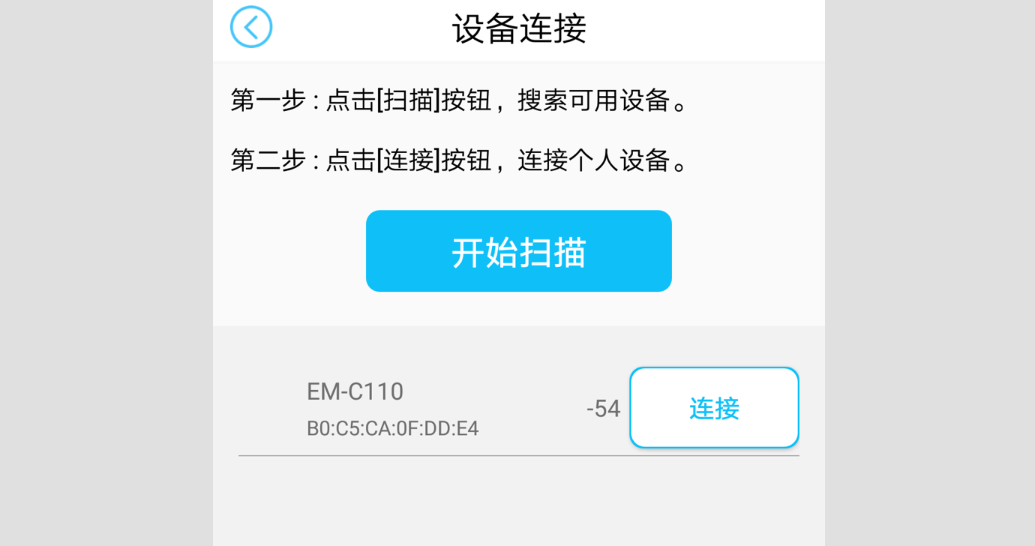 设备连接
第一步：点击[扫描]按钮，搜索可用设备。
第二步：点击[连接]按钮，连接个人设备。
开始扫描
EM-C110
B0:C5:CA:0F:DD:E4
-54
连接